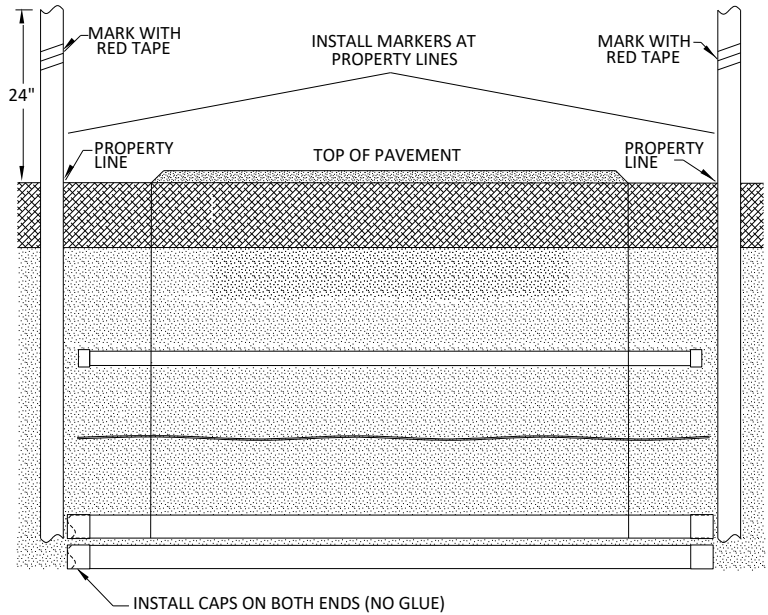 MARK WITH
RED TAPE
INSTALL MARKERS AT
PROPERTY LINES
MARK WITH
RED TAPE
24"
PROPERTY
LINE
TOP OF PAVEMENT
PROPERTY
LINE
INSTALL CAPS ON BOTH ENDS (NO GLUE)